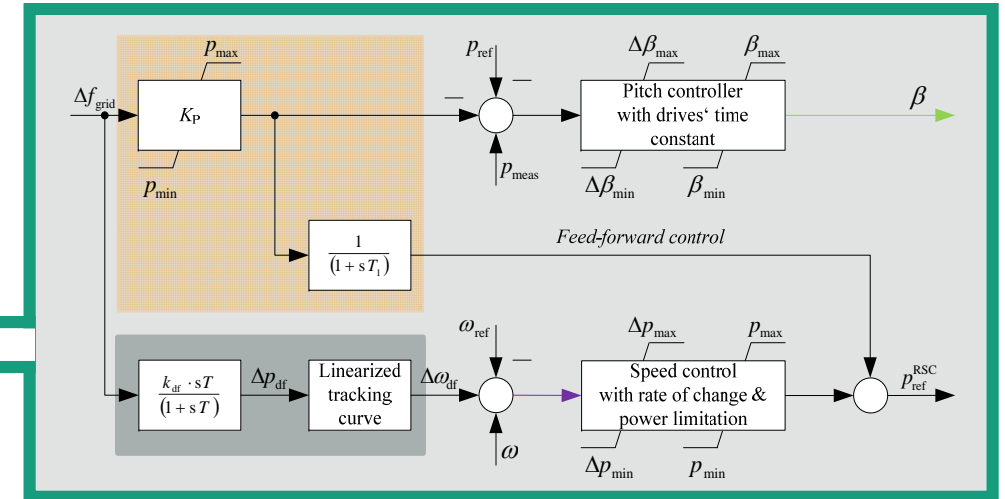 Δf_grid
K_P
p_max
p_min
p_ref
−
−
p_meas
Δβ_max
β_max
Pitch controller
with drives‘ time
constant
Δβ_min
β_min
β
1
(1 + sT_1)
Feed-forward control
k_df · sT
(1 + sT)
Δp_df
Linearized
tracking
curve
Δω_df
ω_ref
−
ω
Δp_max
p_max
Speed control
with rate of change &
power limitation
Δp_min
p_min
p_ref^RSC